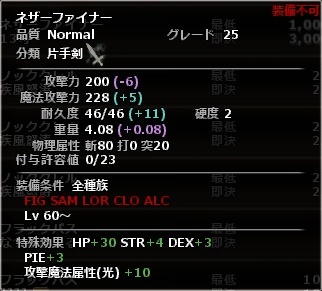 装備不可
ネザーファイナー
品質 Normal グレード 25
分類 片手剣
攻撃力 200 (-6)
魔法攻撃力 228 (+5)
耐久度 46/46 (+11) 硬度 2
重量 4.08 (+0.08)
物理属性 斬80 打0 突20
付与許容値 0/23
装備条件 全種族
FIG SAM LOR CLO ALC
Lv 60~
特殊効果 HP+30 STR+4 DEX+3
PIE+3
攻撃魔法属性(光) +10